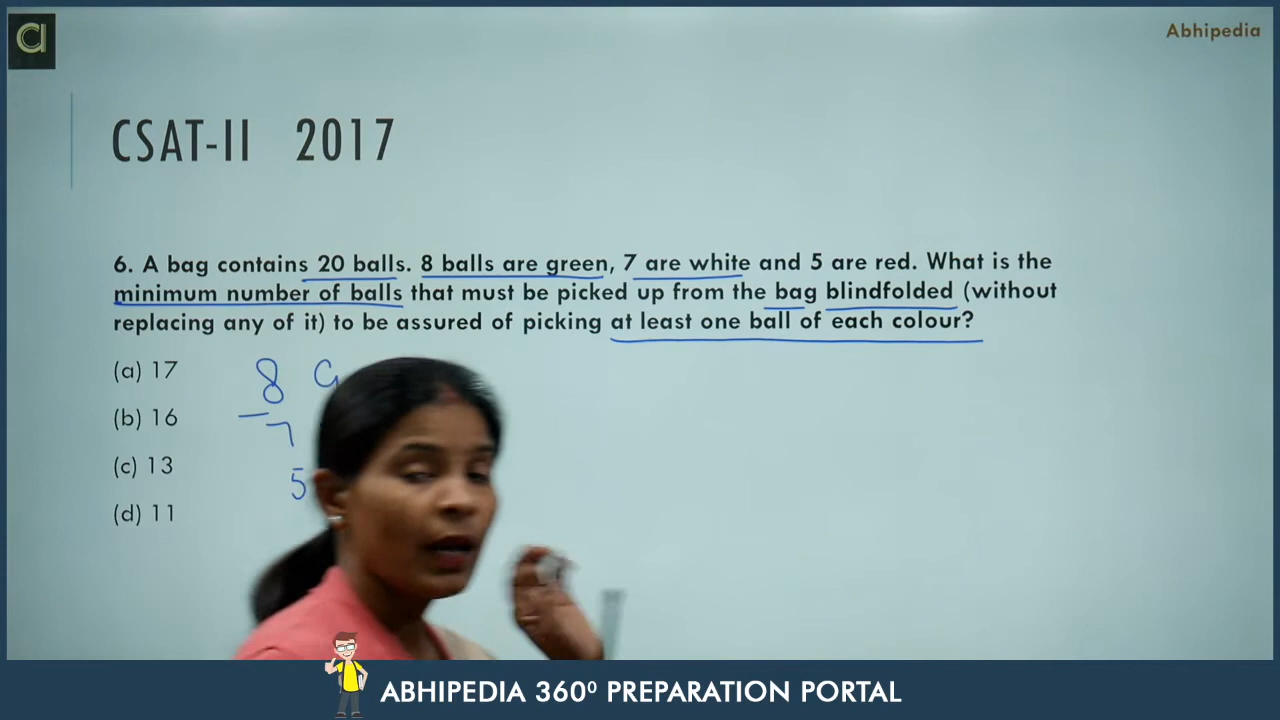 Abhipedia
CSAT-II 2017
6. A bag contains 20 balls. 8 balls are green, 7 are white and 5 are red. What is the
minimum number of balls that must be picked up from the bag blindfolded (without
replacing any of it) to be assured of picking at least one ball of each colour?
(a) 17
8 G
(b) 16
7
(c) 13
5
(d) 11
ABHIPEDIA 360⁰ PREPARATION PORTAL